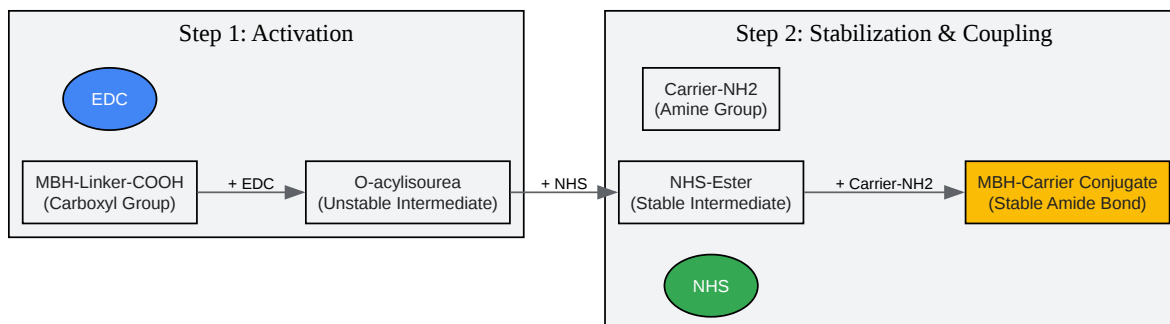 Step 1: Activation
EDC
MBH-Linker-COOH
(Carboxyl Group)
+ EDC
O-acylisourea
(Unstable Intermediate)
+ NHS
Step 2: Stabilization & Coupling
Carrier-NH2
(Amine Group)
NHS-Ester
(Stable Intermediate)
+ Carrier-NH2
MBH-Carrier Conjugate
(Stable Amide Bond)
NHS